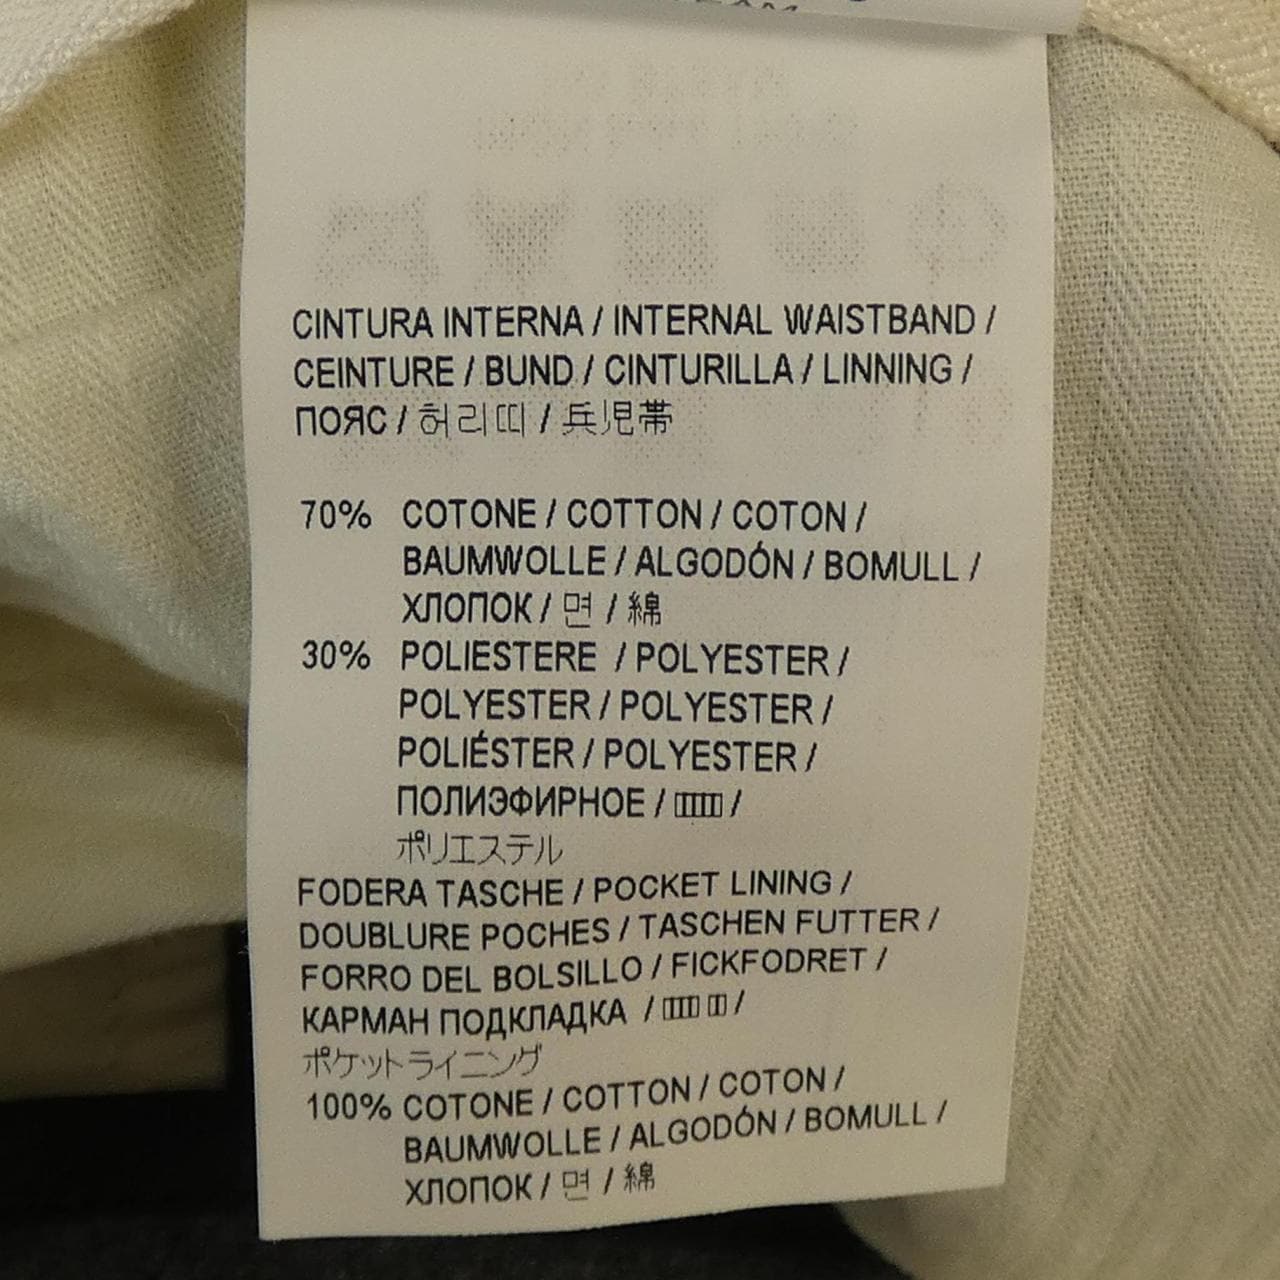 CINTURA INTERNA / INTERNAL WAISTBAND /
CEINTURE / BUND / CINTURILLA / LINNING /
ПОЯС / 허리띠 / 兵児帯
70% COTONE / COTTON / COTON /
BAUMWOLLE / ALGODÓN / BOMULL /
ХЛОПОК / 면 / 綿
30% POLIESTERE / POLYESTER /
POLYESTER / POLYESTER /
POLIÉSTER / POLYESTER /
ПОЛИЭФИРНОЕ / /
ポリエステル
FODERA TASCHE / POCKET LINING /
DOUBLURE POCHES / TASCHEN FUTTER /
FORRO DEL BOLSILLO / FICKFODRET /
КАРМАН ПОДКЛАДКА / /
ポケットライニング
100% COTONE / COTTON / COTON /
BAUMWOLLE / ALGODÓN / BOMULL /
ХЛОПОК / 면 / 綿